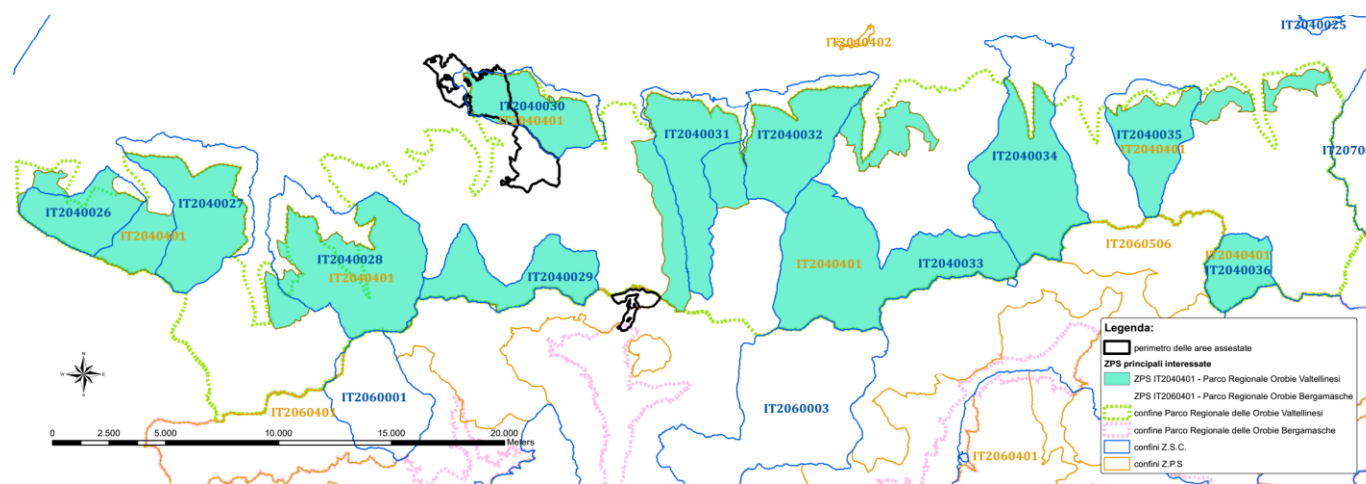 IT2040025
IT2040402
IT2040030
IT2040401
IT2040031
IT2040032
IT2040035
IT2040401
IT2040034
IT2070
IT2040026
IT2040027
IT2040401
IT2060506
IT2040028
IT2040401
IT2040029
IT2040401
IT2040033
IT2040401
IT2040036
N
W
E
S
IT2060001
IT2060401
IT2060003
IT2060401
0
5.000
10.000
15.000
20.000
Meters
Legenda:
perimetro delle aree assestate
ZPS principali interessate
ZPS IT2040401 - Parco Regionale Orobie Valtellinesi
ZPS IT2060401 - Parco Regionale Orobie Bergamasche
confine Parco Regionale delle Orobie Valtellinesi
confine Parco Regionale delle Orobie Bergamasche
confini Z.S.C.
confini Z.P.S